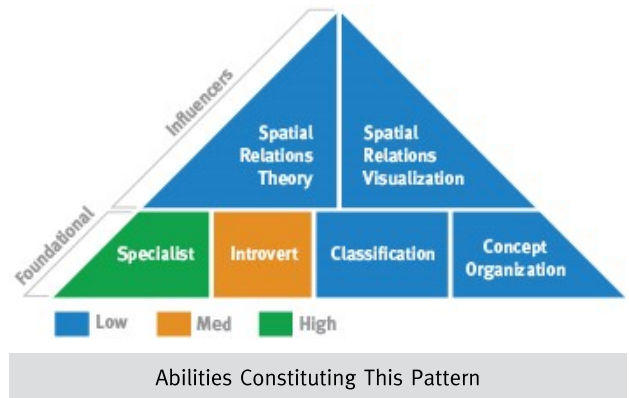 Influencers
Spatial
Relations
Theory
Spatial
Relations
Visualization
Foundational
Specialist
Introvert
Classification
Concept
Organization
Low
Med
High
Abilities Constituting This Pattern